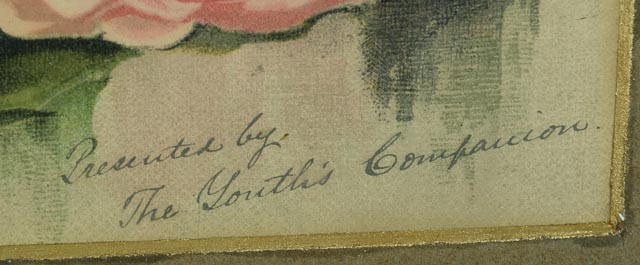 Presented by
The Youth's Companion.